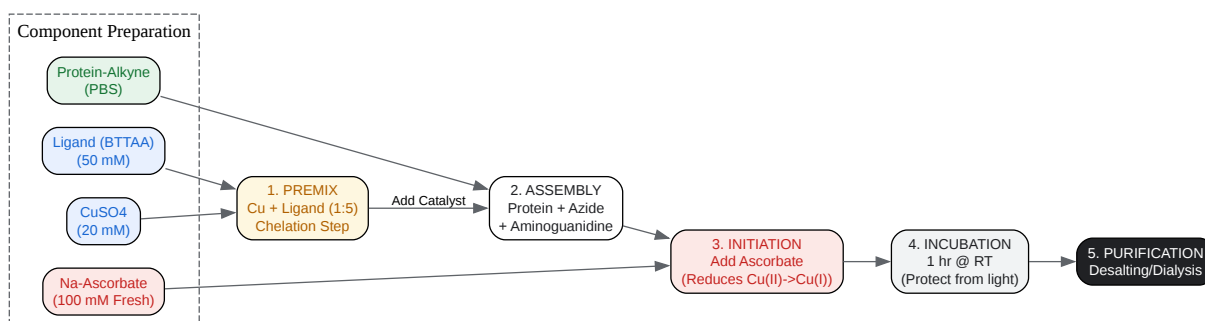 Component Preparation
Protein-Alkyne
(PBS)
Ligand (BTTAA)
(50 mM)
CuSO4
(20 mM)
Na-Ascorbate
(100 mM Fresh)
1. PREMIX
Cu + Ligand (1:5)
Chelation Step
Add Catalyst
2. ASSEMBLY
Protein + Azide
+ Aminoguanidine
3. INITIATION
Add Ascorbate
(Reduces Cu(II)->Cu(I))
4. INCUBATION
1 hr @ RT
(Protect from light)
5. PURIFICATION
Desalting/Dialysis